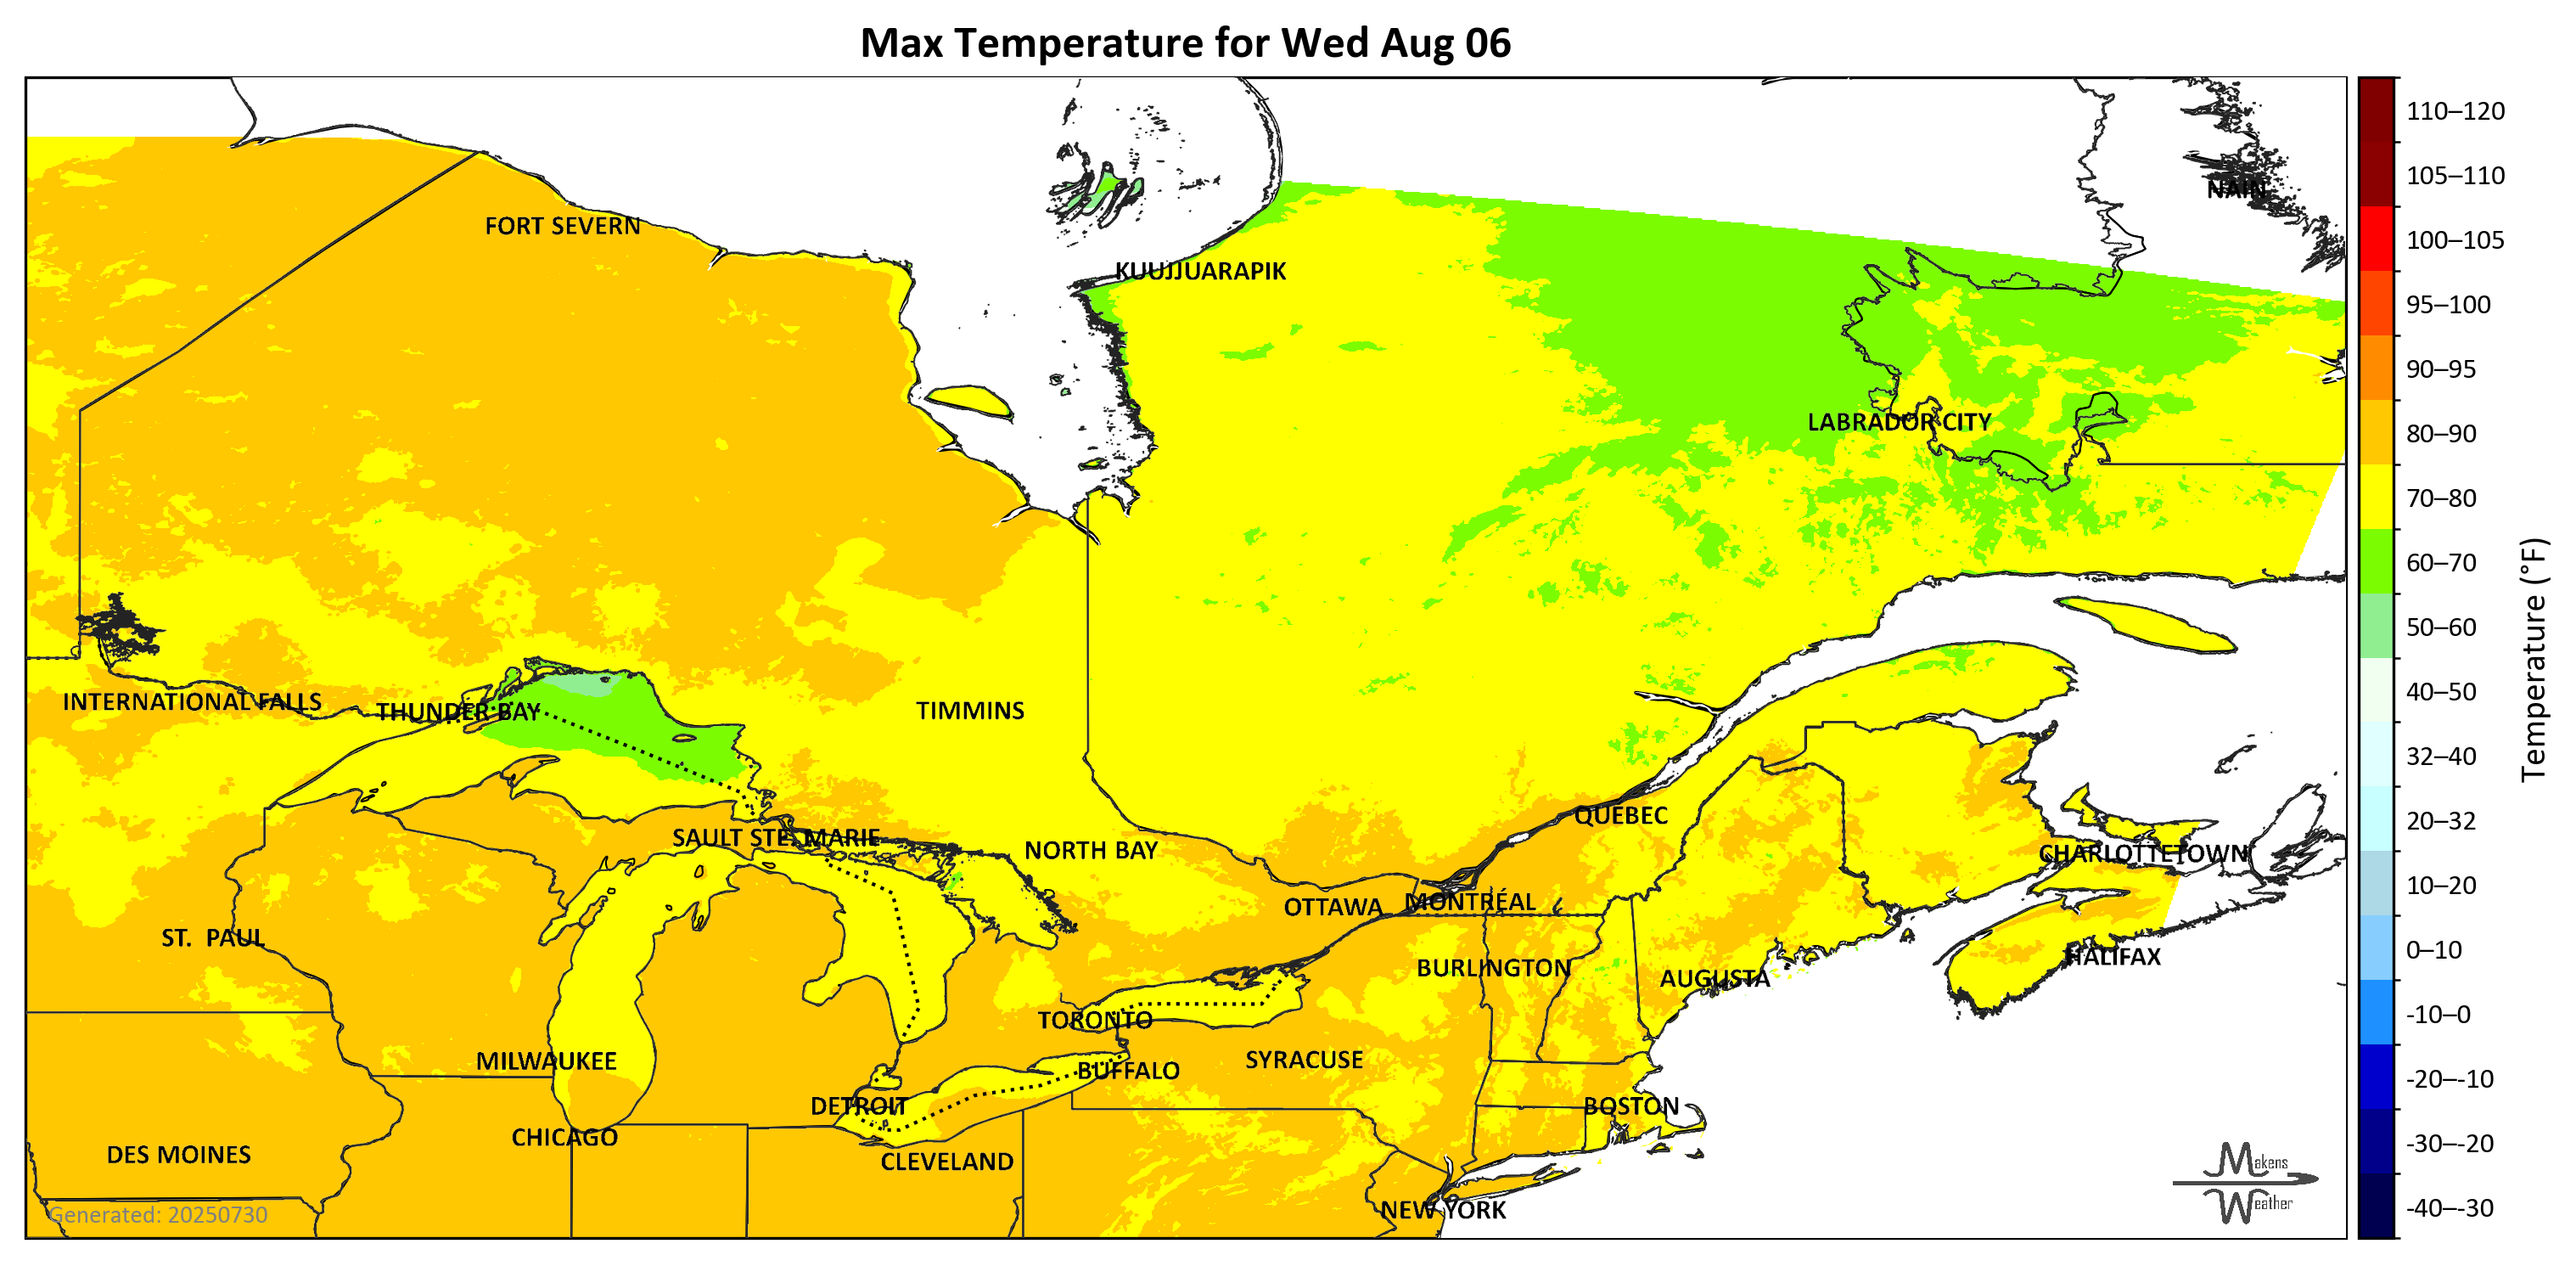 Max Temperature for Wed Aug 06
NAIN
FORT SEVERN
KUUJJUARAPIK
LABRADOR CITY
INTERNATIONAL FALLS
THUNDER BAY
TIMMINS
QUEBEC
SAULT STE. MARIE
NORTH BAY
CHARLOTTETOWN
OTTAWA
MONTRÉAL
ST. PAUL
HALIFAX
BURLINGTON
AUGUSTA
TORONTO
MILWAUKEE
SYRACUSE
BUFFALO
DETROIT
BOSTON
CHICAGO
DES MOINES
CLEVELAND
NEW YORK
Generated: 20250730
Makens
Weather
110–120
105–110
100–105
95–100
90–95
80–90
70–80
60–70
50–60
40–50
32–40
20–32
10–20
0–10
-10–0
-20–-10
-30–-20
-40–-30
Temperature (°F)